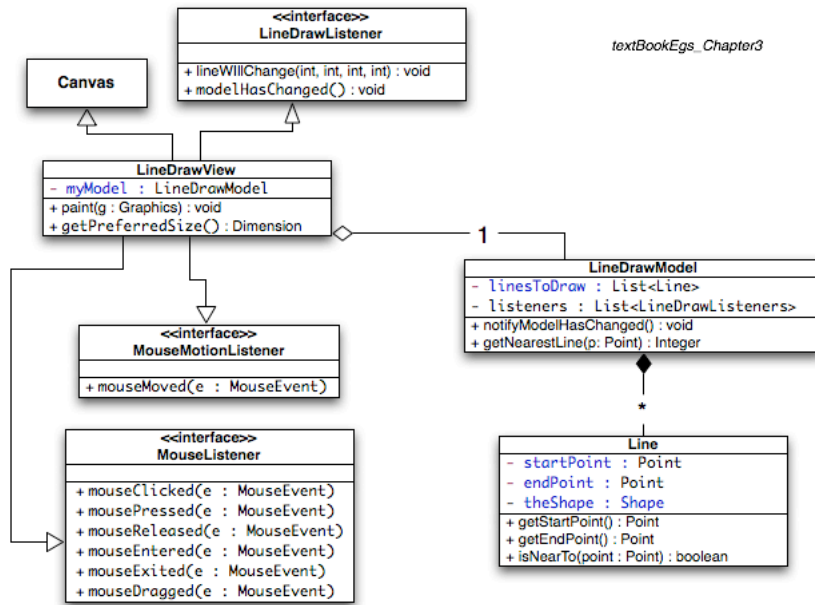 <<interface>>
LineDrawListener
+ lineWIllChange(int, int, int, int) : void
+ modelHasChanged() : void
textBookEgs_Chapter3
Canvas
LineDrawView
- myModel : LineDrawModel
+ paint(g : Graphics) : void
+ getPreferredSize() : Dimension
1
LineDrawModel
- linesToDraw : List<Line>
- listeners : List<LineDrawListeners>
+ notifyModelHasChanged() : void
+ getNearestLine(p: Point) : Integer
<<interface>>
MouseMotionListener
+ mouseMoved(e : MouseEvent)
*
<<interface>>
MouseListener
+ mouseClicked(e : MouseEvent)
+ mousePressed(e : MouseEvent)
+ mouseReleased(e : MouseEvent)
+ mouseEntered(e : MouseEvent)
+ mouseExited(e : MouseEvent)
+ mouseDragged(e : MouseEvent)
Line
- startPoint : Point
- endPoint : Point
- theShape : Shape
+ getStartPoint() : Point
+ getEndPoint() : Point
+ isNearTo(point : Point) : boolean